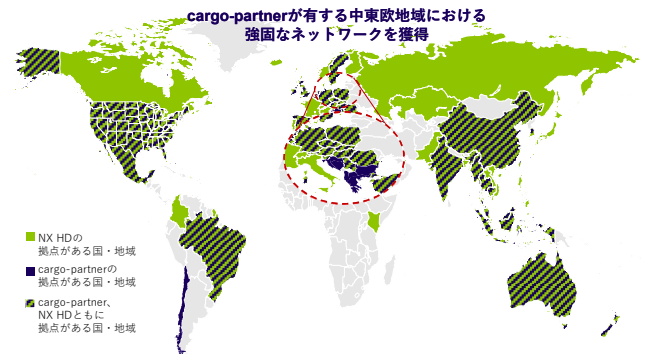 cargo-partnerが有する中東欧地域における
強固なネットワークを獲得
NX HDの
拠点がある国・地域
cargo-partnerの
拠点がある国・地域
cargo-partner、
NX HDともに
拠点がある国・地域